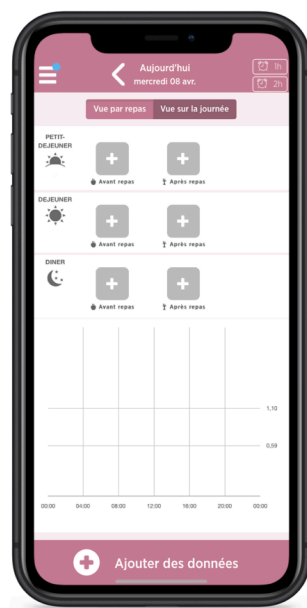 Aujourd'hui
mercredi 08 avr.
1h
2h
Vue par repas Vue sur la journée
PETIT-
DEJEUNER
Avant repas Après repas
DEJEUNER
Avant repas Après repas
DINER
Avant repas Après repas
1,10
0,59
00:00 04:00 08:00 12:00 16:00 20:00 00:00
Ajouter des données